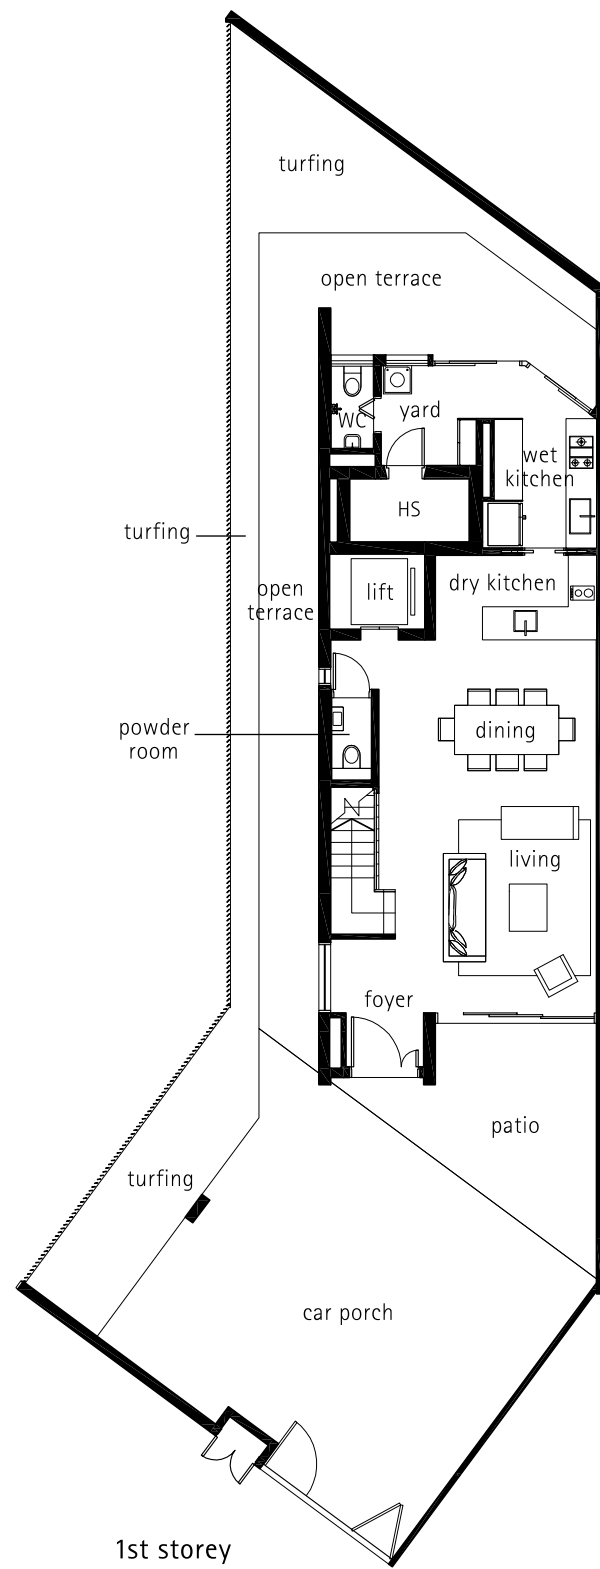 turfing
open terrace
yard
WC
wet
kitchen
HS
turfing
lift
dry kitchen
open
terrace
powder
room
dining
living
foyer
patio
turfing
car porch
1st storey